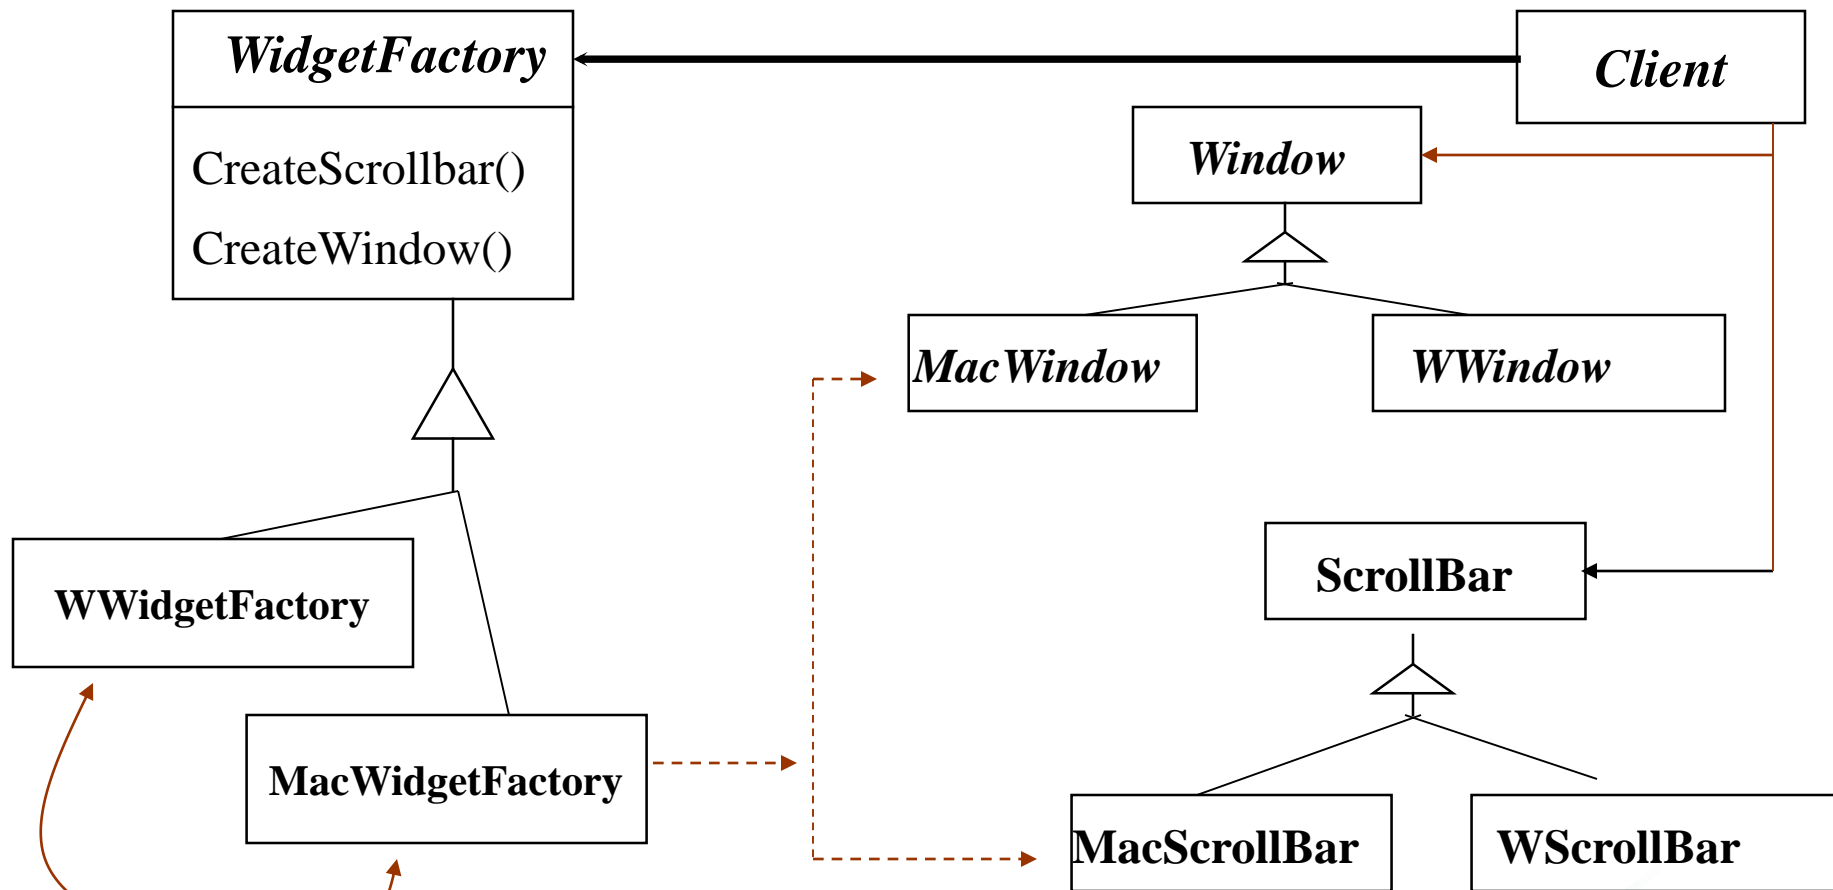 WidgetFactory
CreateScrollbar()
CreateWindow()
Client
Window
MacWindow
WWindow
WWidgetFactory
ScrollBar
MacWidgetFactory
MacScrollBar
WScrollBar